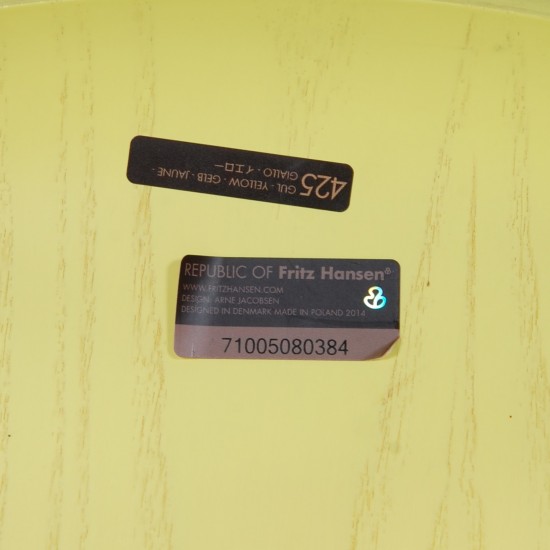 425 GUL · YELLOW · GELB · JAUNE ·
GIALLO · イエロー
REPUBLIC OF Fritz Hansen®
WWW.FRITZHANSEN.COM
DESIGN: ARNE JACOBSEN
DESIGNED IN DENMARK MADE IN POLAND 2014
71005080384